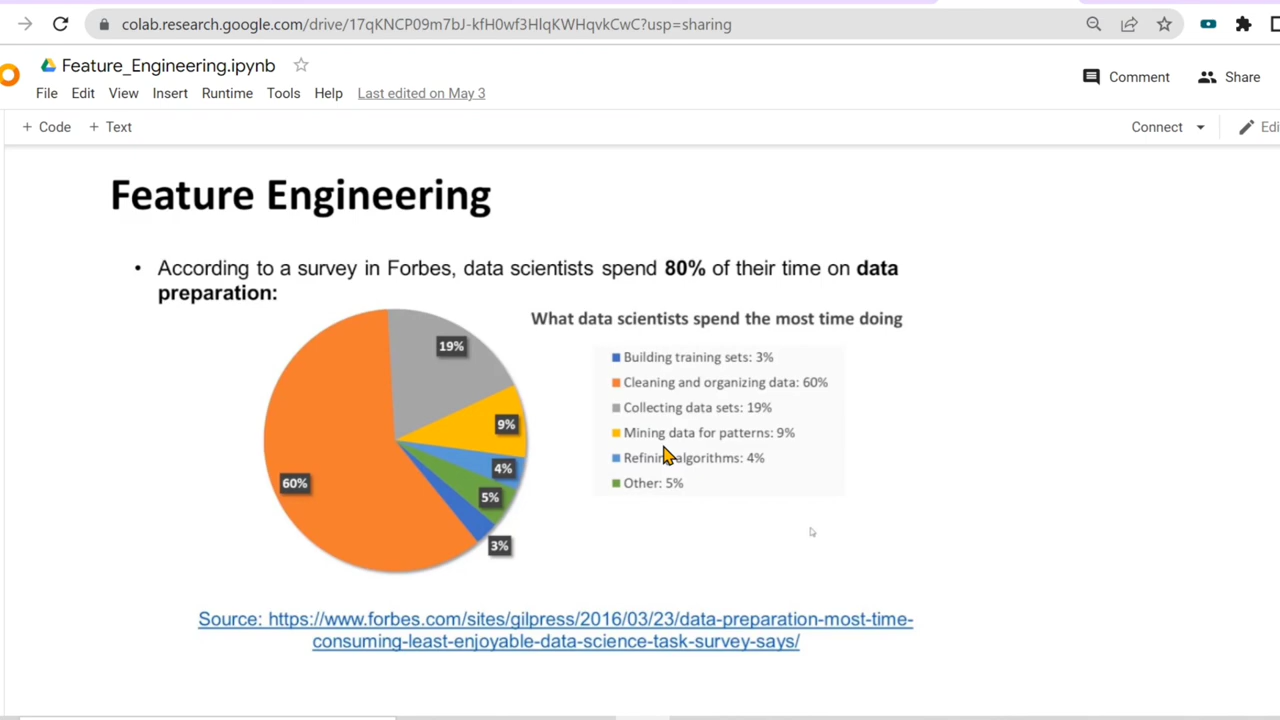 colab.research.google.com/drive/17qKNCP09m7bJ-kfH0wf3HlqKWHqvkCwC?usp=sharing
Feature_Engineering.ipynb
Comment
Share
File Edit View Insert Runtime Tools Help Last edited on May 3
+ Code + Text
Connect
Feature Engineering
• According to a survey in Forbes, data scientists spend 80% of their time on data
preparation:
What data scientists spend the most time doing
19%
9%
4%
5%
3%
60%
Building training sets: 3%
Cleaning and organizing data: 60%
Collecting data sets: 19%
Mining data for patterns: 9%
Refining algorithms: 4%
Other: 5%
Source: https://www.forbes.com/sites/gilpress/2016/03/23/data-preparation-most-time-
consuming-least-enjoyable-data-science-task-survey-says/